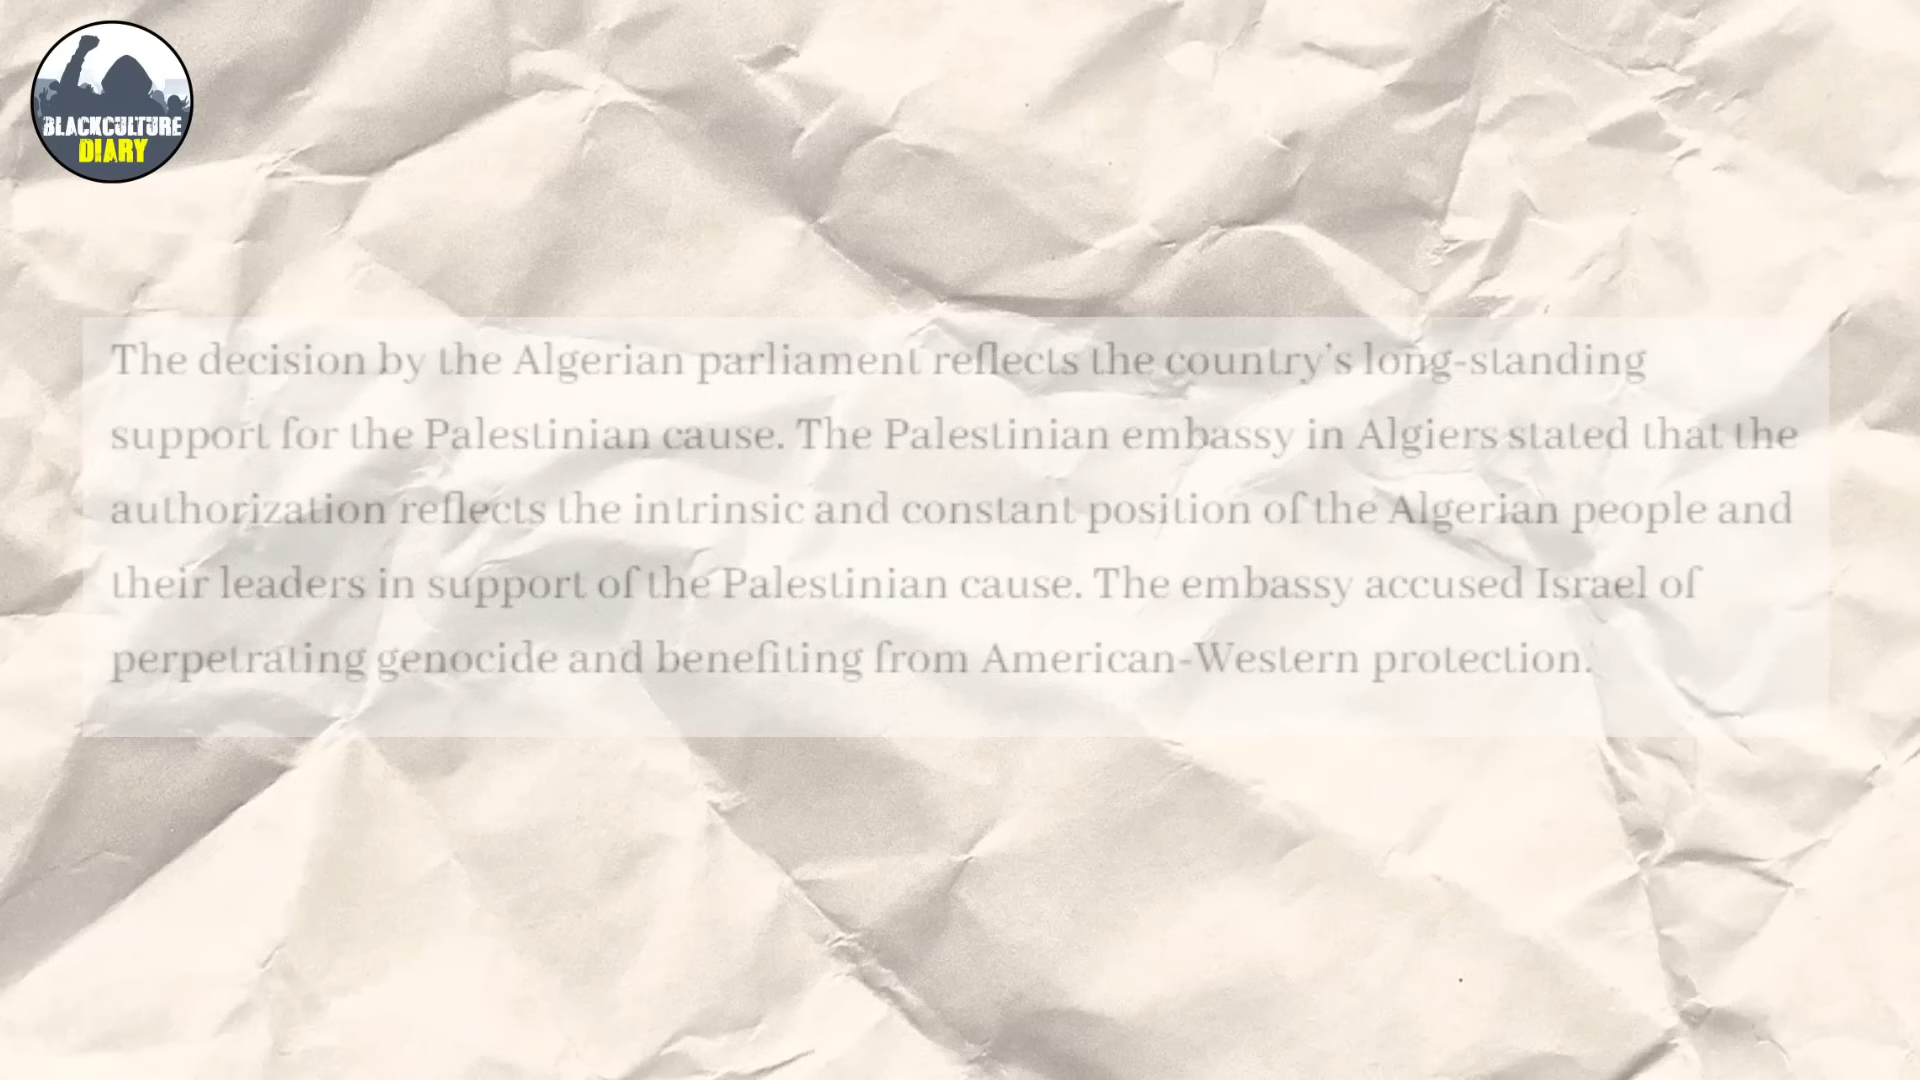 BLACKCULTURE
DIARY
The decision by the Algerian parliament reflects the country's long-standing
support for the Palestinian cause. The Palestinian embassy in Algiers stated that the
authorization reflects the intrinsic and constant position of the Algerian people and
their leaders in support of the Palestinian cause. The embassy accused Israel of
perpetrating genocide and benefiting from American-Western protection.